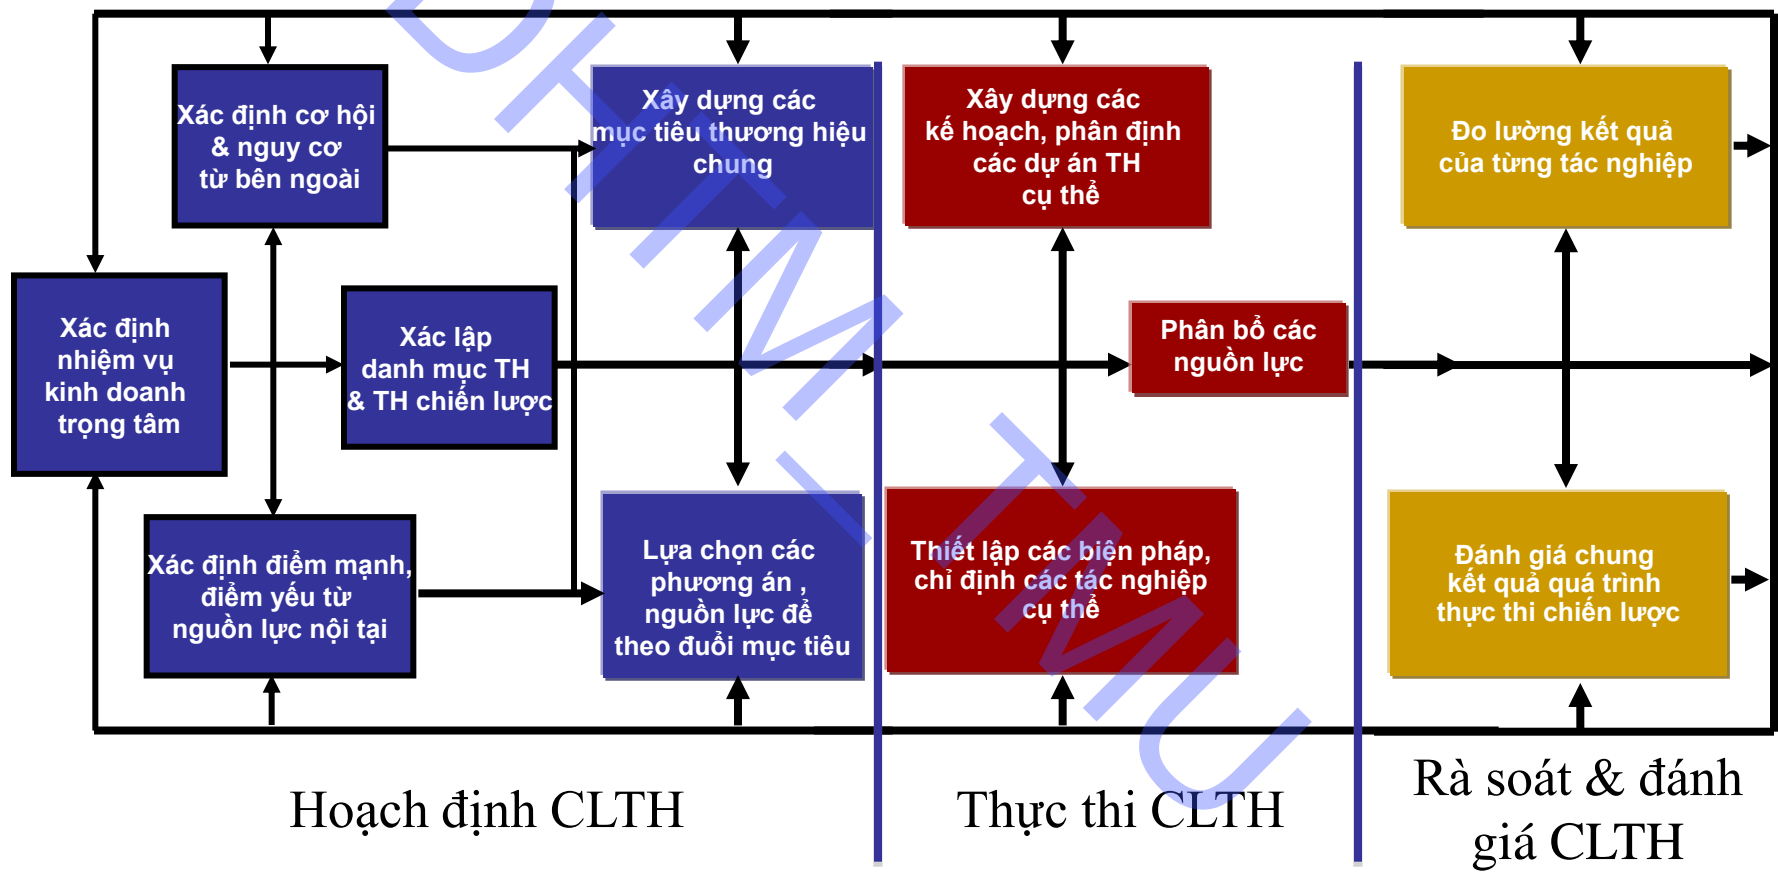 Xác định cơ hội
& nguy cơ
từ bên ngoài
Xây dựng các
mục tiêu thương hiệu
chung
Xây dựng các
kế hoạch, phân định
các dự án TH
cụ thể
Đo lường kết quả
của từng tác nghiệp
Xác định
nhiệm vụ
kinh doanh
trọng tâm
Xác lập
danh mục TH
& TH chiến lược
Phân bổ các
nguồn lực
Xác định điểm mạnh,
điểm yếu từ
nguồn lực nội tại
Lựa chọn các
phương án ,
nguồn lực để
theo đuổi mục tiêu
Thiết lập các biện pháp,
chỉ định các tác nghiệp
cụ thể
Đánh giá chung
kết quả quá trình
thực thi chiến lược
Hoạch định CLTH
Thực thi CLTH
Rà soát & đánh
giá CLTH
DHTM_TMU